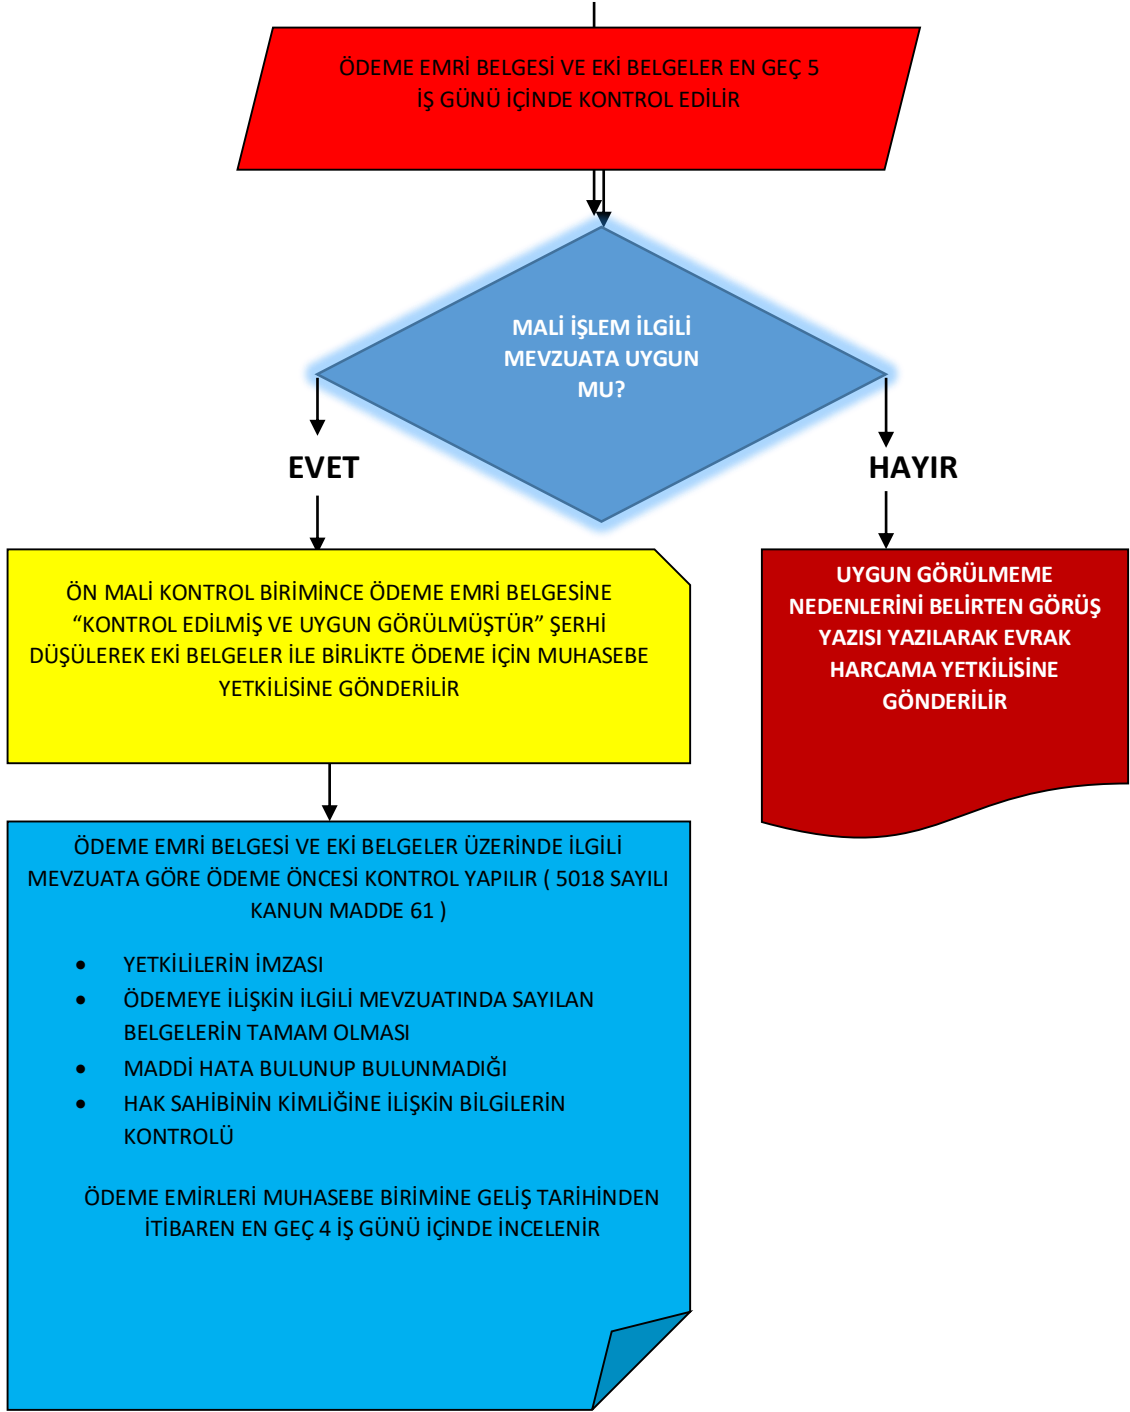 ÖDEME EMRİ BELGESİ VE EKİ BELGELER EN GEÇ 5
İŞ GÜNÜ İÇİNDE KONTROL EDİLİR
MALİ İŞLEM İLGİLİ
MEVZUATA UYGUN
MU?
EVET
HAYIR
ÖN MALİ KONTROL BİRİMİNCE ÖDEME EMRİ BELGESİNE
“KONTROL EDİLMİŞ VE UYGUN GÖRÜLMÜŞTÜR” ŞERHİ
DÜŞÜLEREK EKİ BELGELER İLE BİRLİKTE ÖDEME İÇİN MUHASEBE
YETKİLİSİNE GÖNDERİLİR
UYGUN GÖRÜLMEME
NEDENLERİNİ BELİRTEN GÖRÜŞ
YAZISI YAZILARAK EVRAK
HARCAMA YETKİLİSİNE
GÖNDERİLİR
ÖDEME EMRİ BELGESİ VE EKİ BELGELER ÜZERİNDE İLGİLİ
MEVZUATA GÖRE ÖDEME ÖNCESİ KONTROL YAPILIR ( 5018 SAYILI
KANUN MADDE 61 )
• YETKİLİLERİN İMZASI
• ÖDEMEYE İLİŞKİN İLGİLİ MEVZUATINDA SAYILAN
BELGELERİN TAMAM OLMASI
• MADDİ HATA BULUNUP BULUNMADIĞI
• HAK SAHİBİNİN KİMLİĞİNE İLİŞKİN BİLGİLERİN
KONTROLÜ
ÖDEME EMİRLERİ MUHASEBE BİRİMİNE GELİŞ TARİHİNDEN
İTİBAREN EN GEÇ 4 İŞ GÜNÜ İÇİNDE İNCELENİR